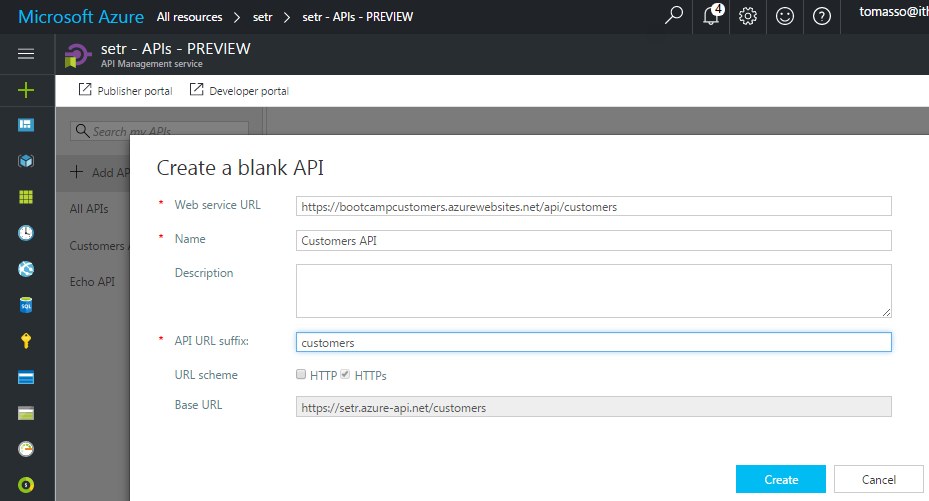 Microsoft Azure All resources > setr > setr - APIs - PREVIEW 4 tomasso@ith
setr - APIs - PREVIEW
API Management service
Publisher portal Developer portal
Search my APIs
+ Add AP
All APIs
Customers A
Echo API
SQL
Create a blank API
* Web service URL https://bootcampcustomers.azurewebsites.net/api/customers
* Name Customers API
Description
* API URL suffix: customers
URL scheme HTTP HTTPs
Base URL https://setr.azure-api.net/customers
Create Cancel